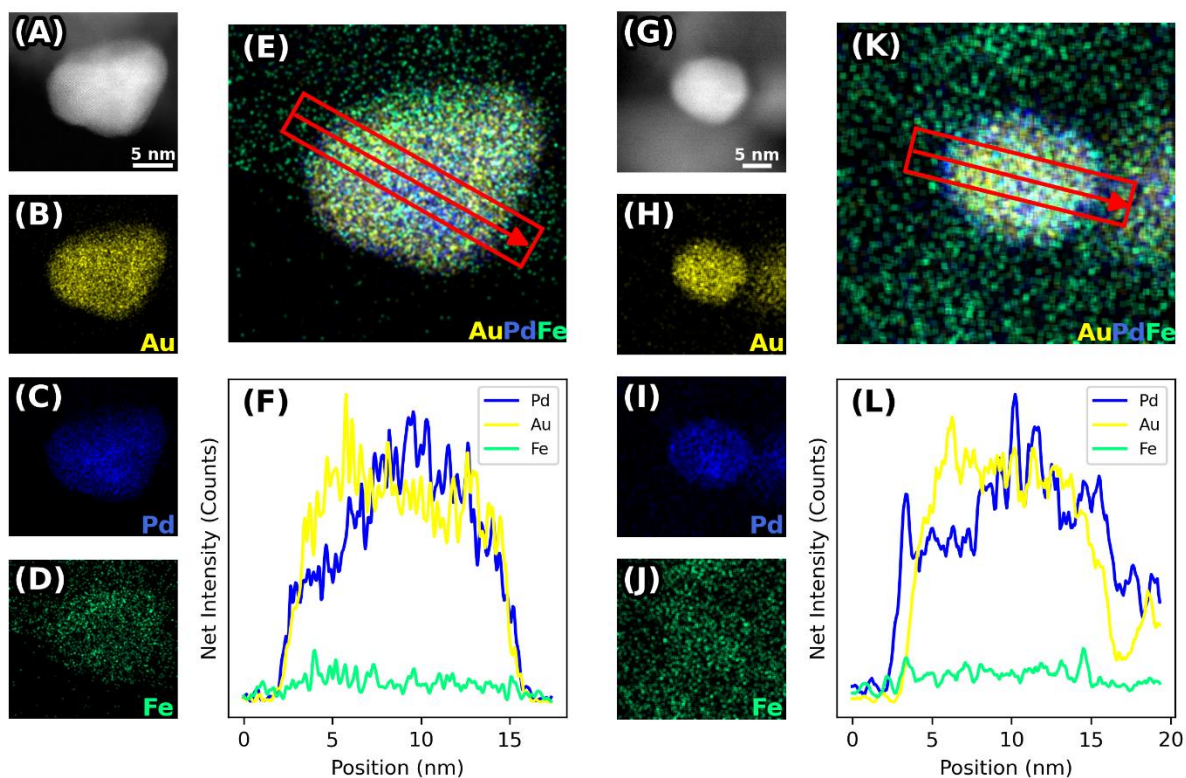 (A)
5 nm
(B)
Au
(C)
Pd
(D)
Fe
(E)
AuPdFe
(F)
Pd
Au
Fe
Net Intensity (Counts)
0 5 10 15
Position (nm)
(G)
5 nm
(H)
Au
(I)
Pd
(J)
Fe
(K)
AuPdFe
(L)
Pd
Au
Fe
Net Intensity (Counts)
0 5 10 15 20
Position (nm)